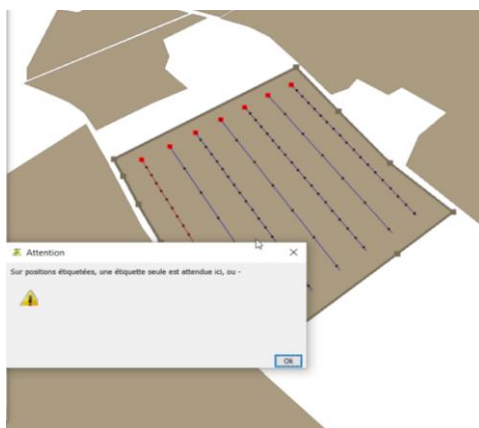 Attention
Sur positions étiquetées, une étiquette seule est attendue ici, ou -
Ok